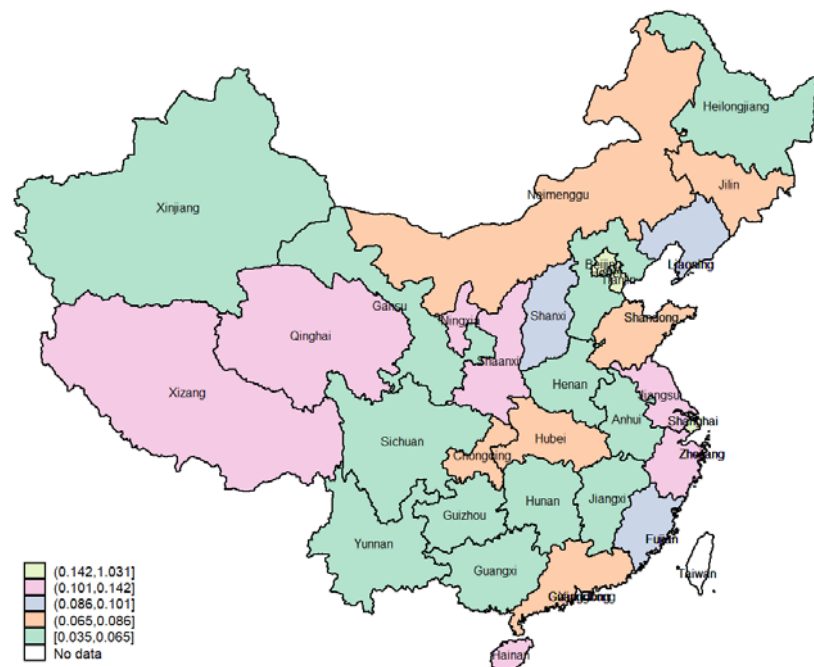 Heilongjiang
Jilin
Neimenggu
Xinjiang
Liaoning
Beijing
Tianjin
Gansu
Ningxia
Shanxi
Shandong
Qinghai
Shaanxi
Xizang
Henan
Jiangsu
Anhui
Shanghai
Sichuan
Hubei
Chongqing
Zhejiang
Hunan
Jiangxi
Guizhou
Yunnan
Fujian
Guangxi
Taiwan
Hainan
(0.142,1.031]
(0.101,0.142]
(0.086,0.101]
(0.065,0.086]
[0.035,0.065]
No data